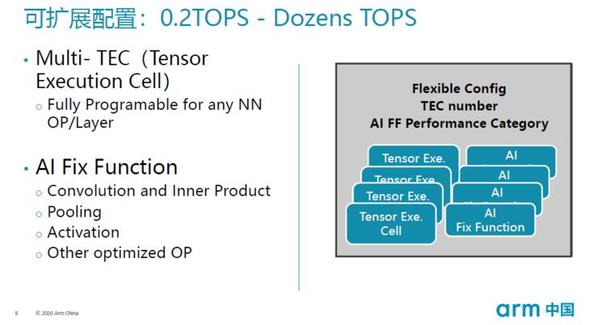 可扩展配置：0.2TOPS - Dozens TOPS
• Multi- TEC（Tensor
Execution Cell）
o Fully Programable for any NN
OP/Layer
• AI Fix Function
o Convolution and Inner Product
o Pooling
o Activation
o Other optimized OP
Flexible Config
TEC number
AI FF Performance Category
Tensor Exe.
Tensor Exe.
Tensor Exe.
Tensor Exe.
Cell
AI
AI
AI
AI
Fix Function
8 © 2020 Arm China
arm 中国